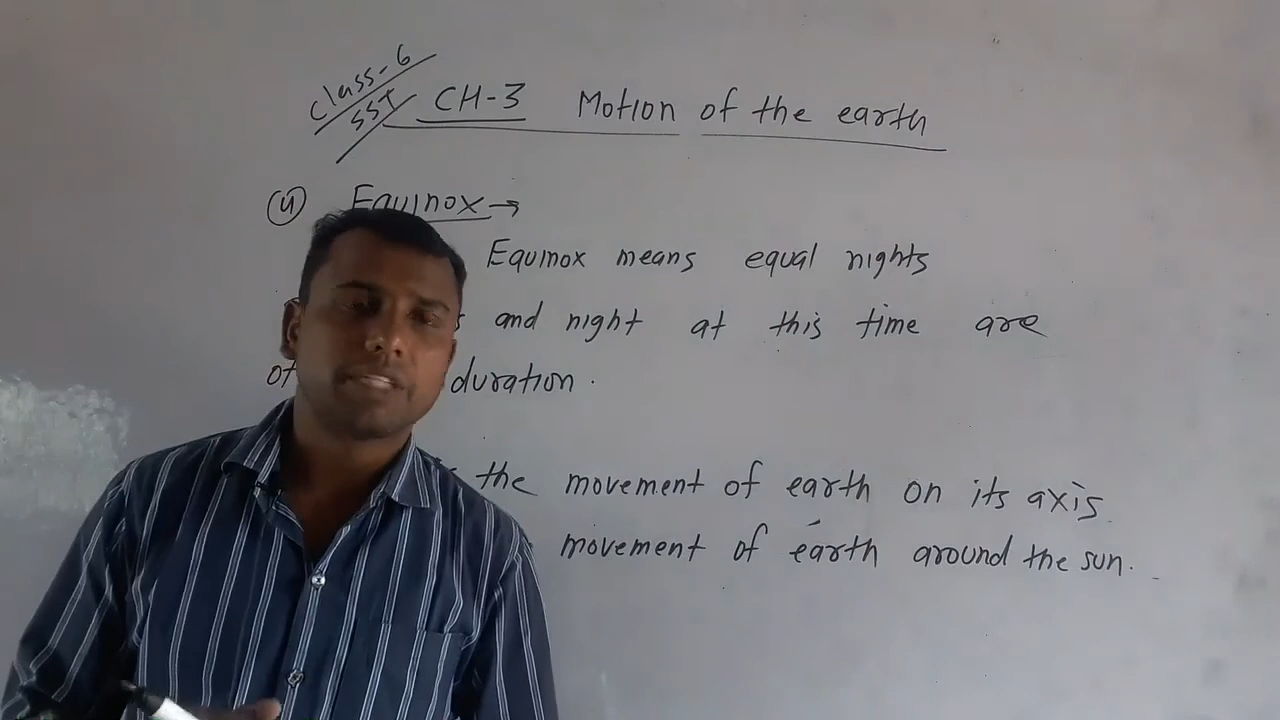 Class-6
SST
CH-3 Motion of the earth
(4) Equinox →
Equinox means equal nights
and night at this time are
of duration.
the movement of earth on its axis.
movement of earth around the sun.